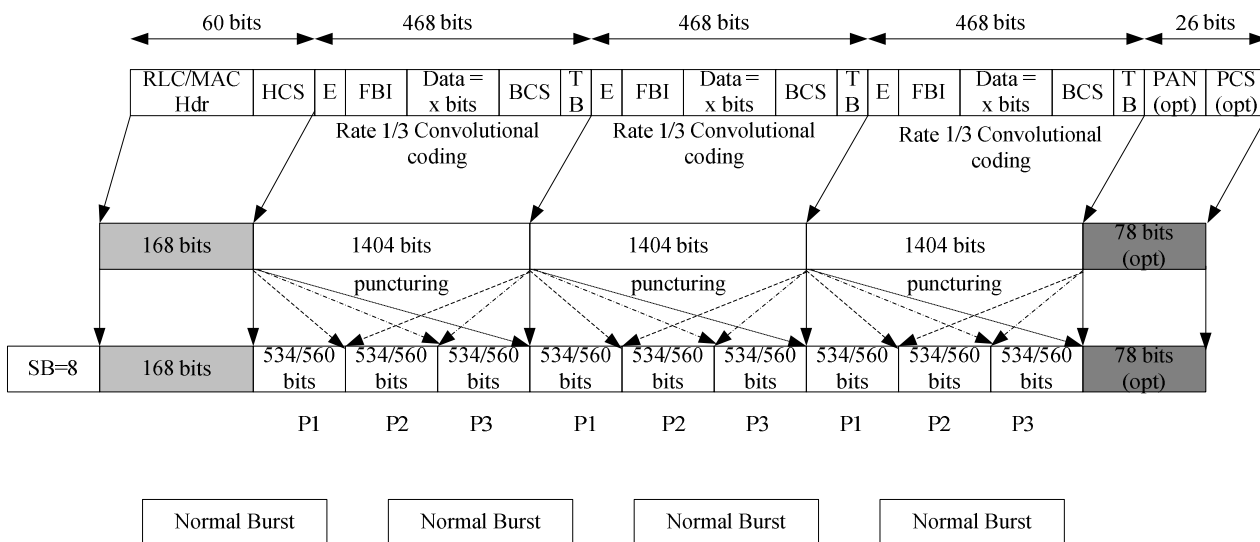 60 bits
468 bits
468 bits
468 bits
26 bits
RLC/MAC
Hdr
HCS
E
FBI
Data =
x bits
BCS
T
B
E
FBI
Data =
x bits
BCS
T
B
E
FBI
Data =
x bits
BCS
T
B
PAN
(opt)
PCS
(opt)
Rate 1/3 Convolutional
coding
Rate 1/3 Convolutional
coding
Rate 1/3 Convolutional
coding
168 bits
1404 bits
1404 bits
1404 bits
78 bits
(opt)
puncturing
puncturing
puncturing
SB=8
168 bits
534/560
bits
534/560
bits
534/560
bits
534/560
bits
534/560
bits
534/560
bits
534/560
bits
534/560
bits
534/560
bits
78 bits
(opt)
P1
P2
P3
P1
P2
P3
P1
P2
P3
Normal Burst
Normal Burst
Normal Burst
Normal Burst